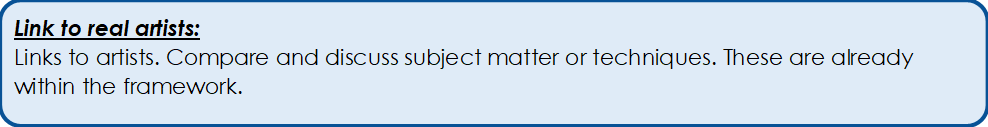 Link to real artists:
Links to artists. Compare and discuss subject matter or techniques. These are already
within the framework.